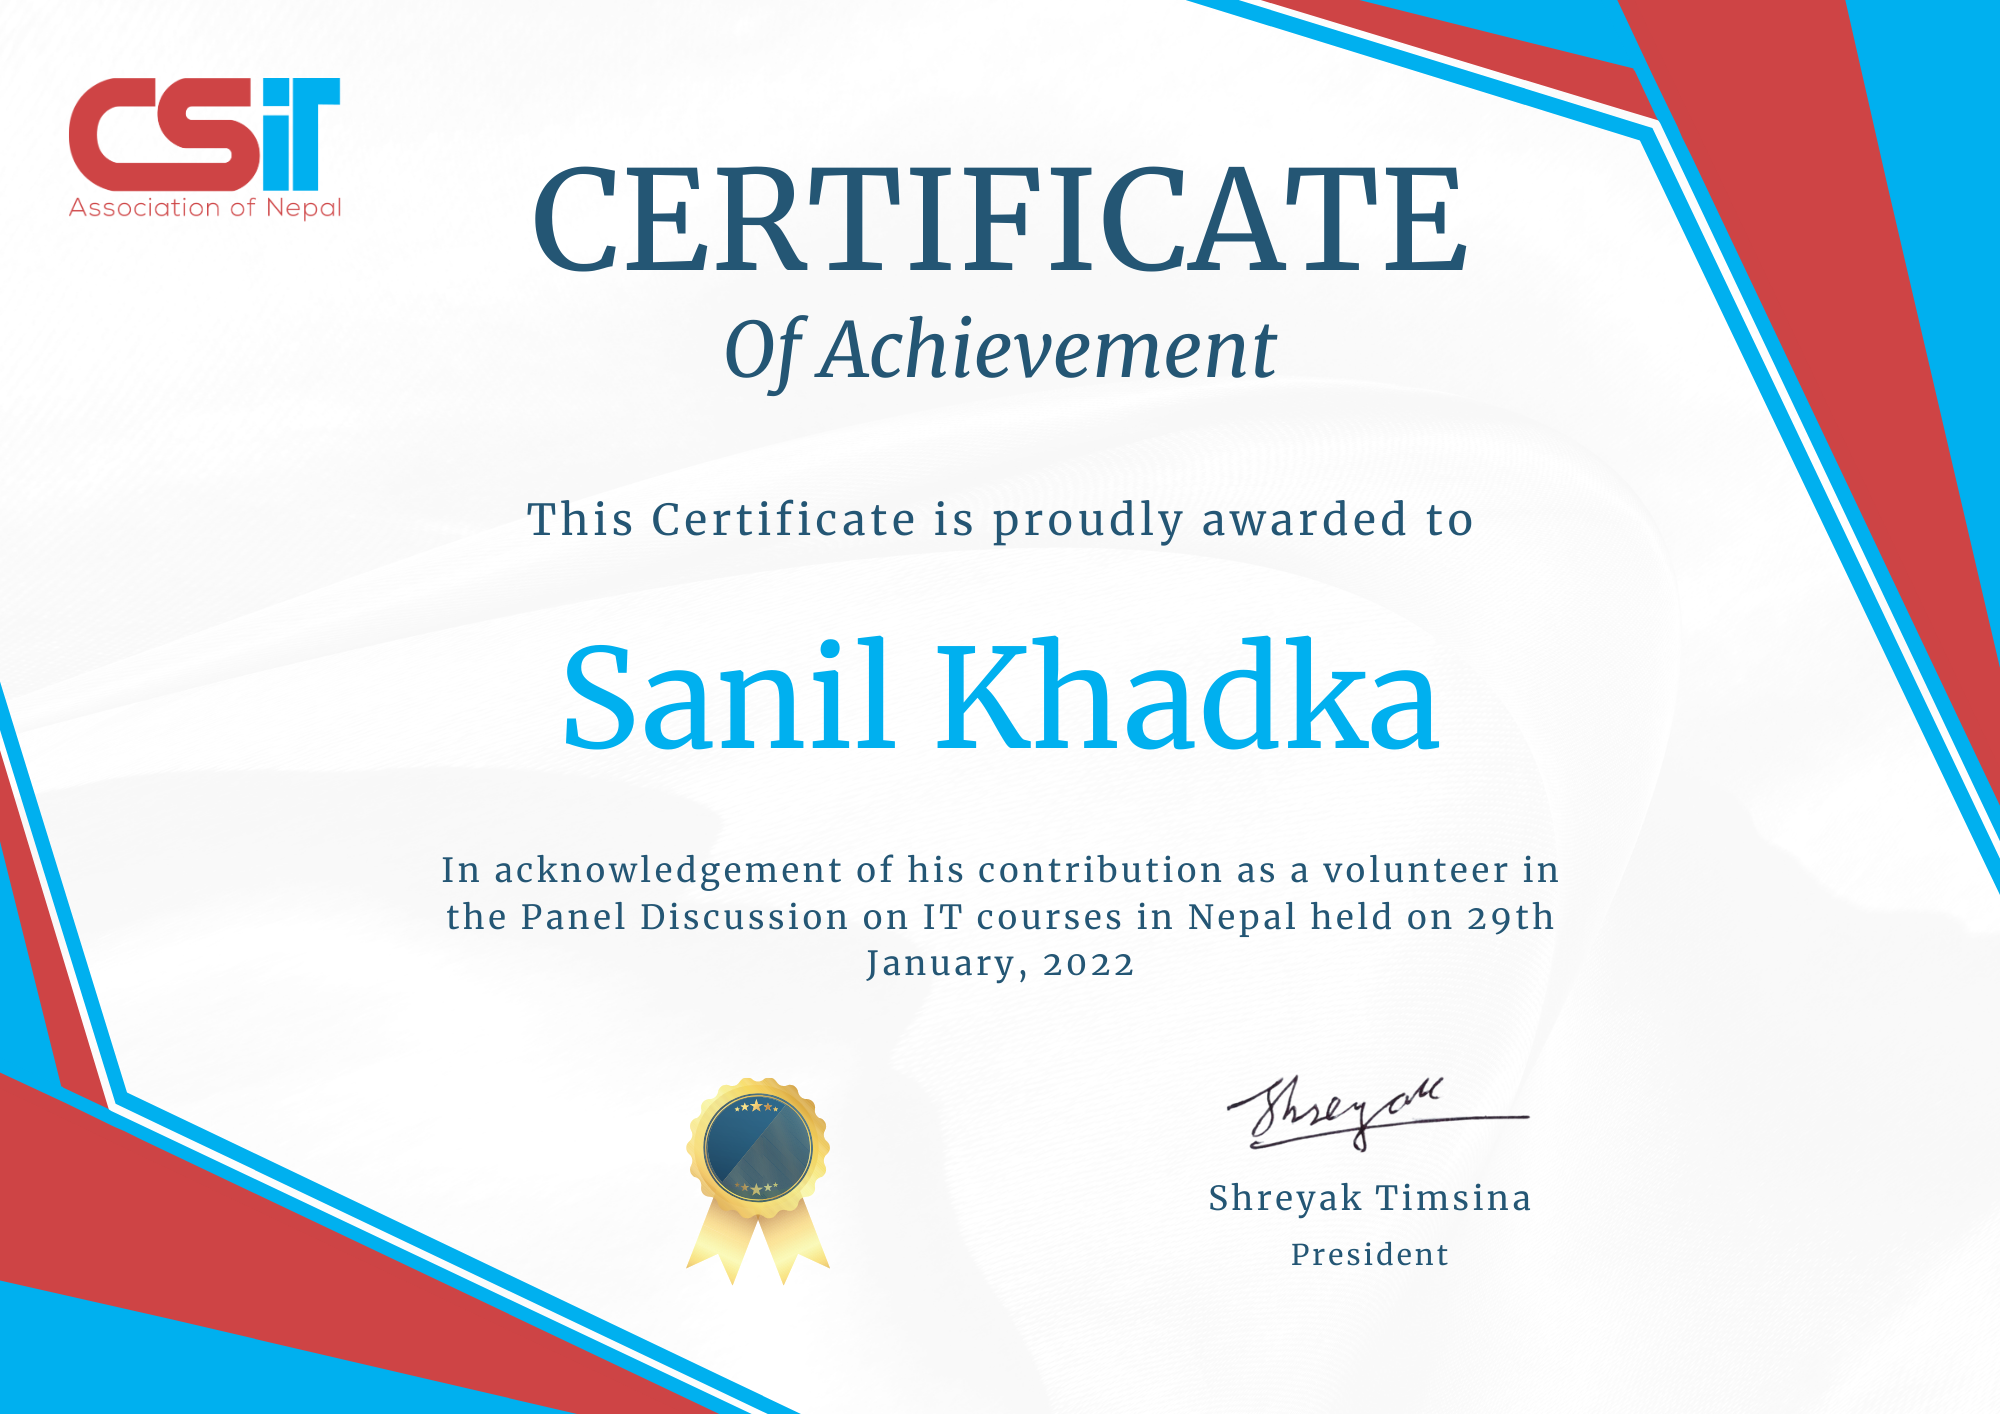 CSiT
Association of Nepal
CERTIFICATE
Of Achievement
This Certificate is proudly awarded to
Sanil Khadka
In acknowledgement of his contribution as a volunteer in
the Panel Discussion on IT courses in Nepal held on 29th
January, 2022
Shreyak
Shreyak Timsina
President